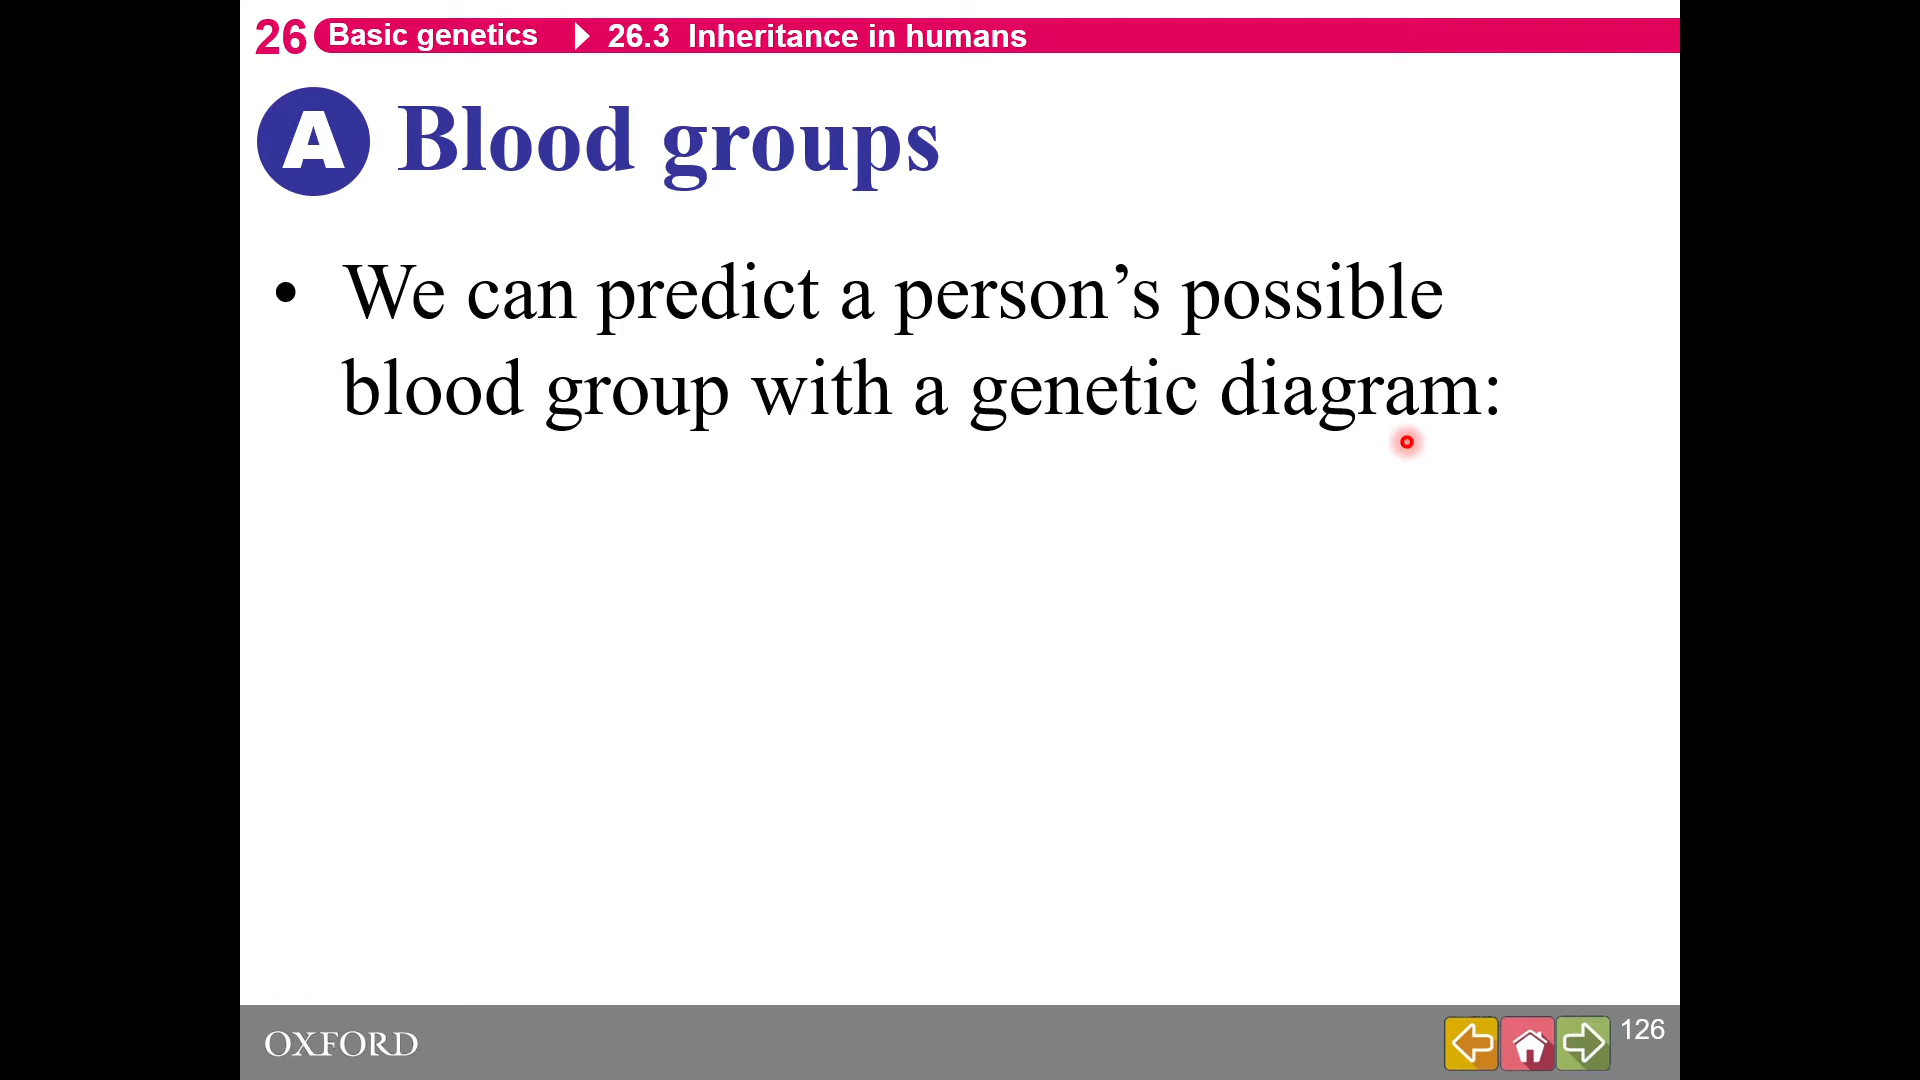 26 Basic genetics 26.3 Inheritance in humans
A Blood groups
• We can predict a person’s possible
blood group with a genetic diagram:
OXFORD
126